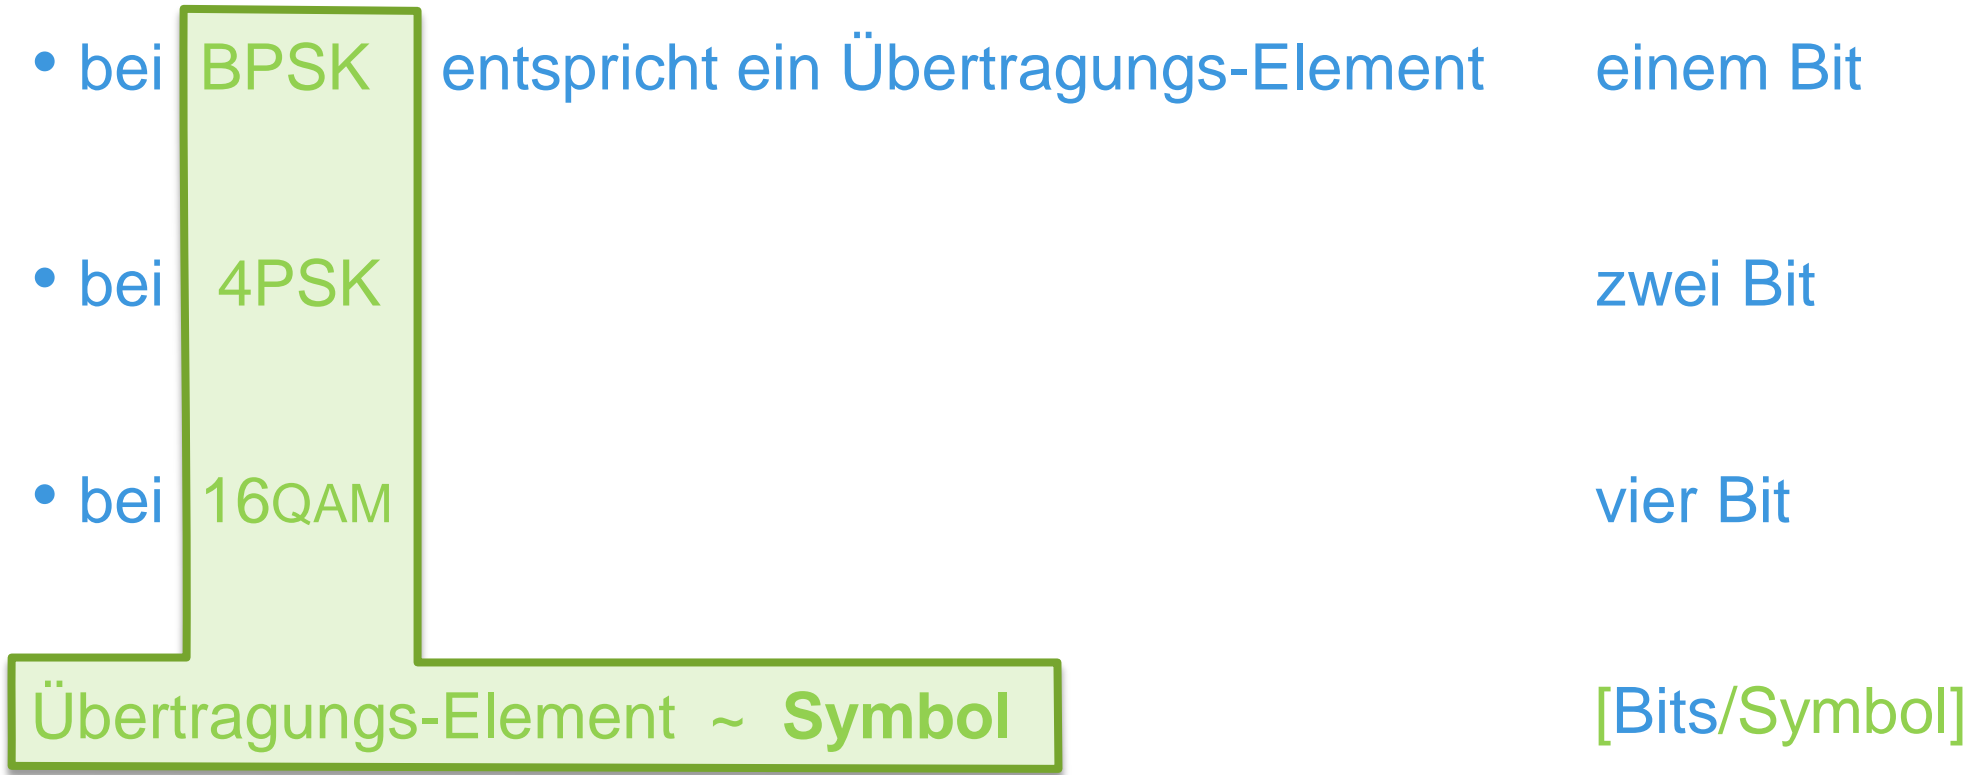 • bei BPSK entspricht ein Übertragungs-Element einem Bit
• bei 4PSK zwei Bit
• bei 16QAM vier Bit
Übertragungs-Element ~ Symbol [Bits/Symbol]